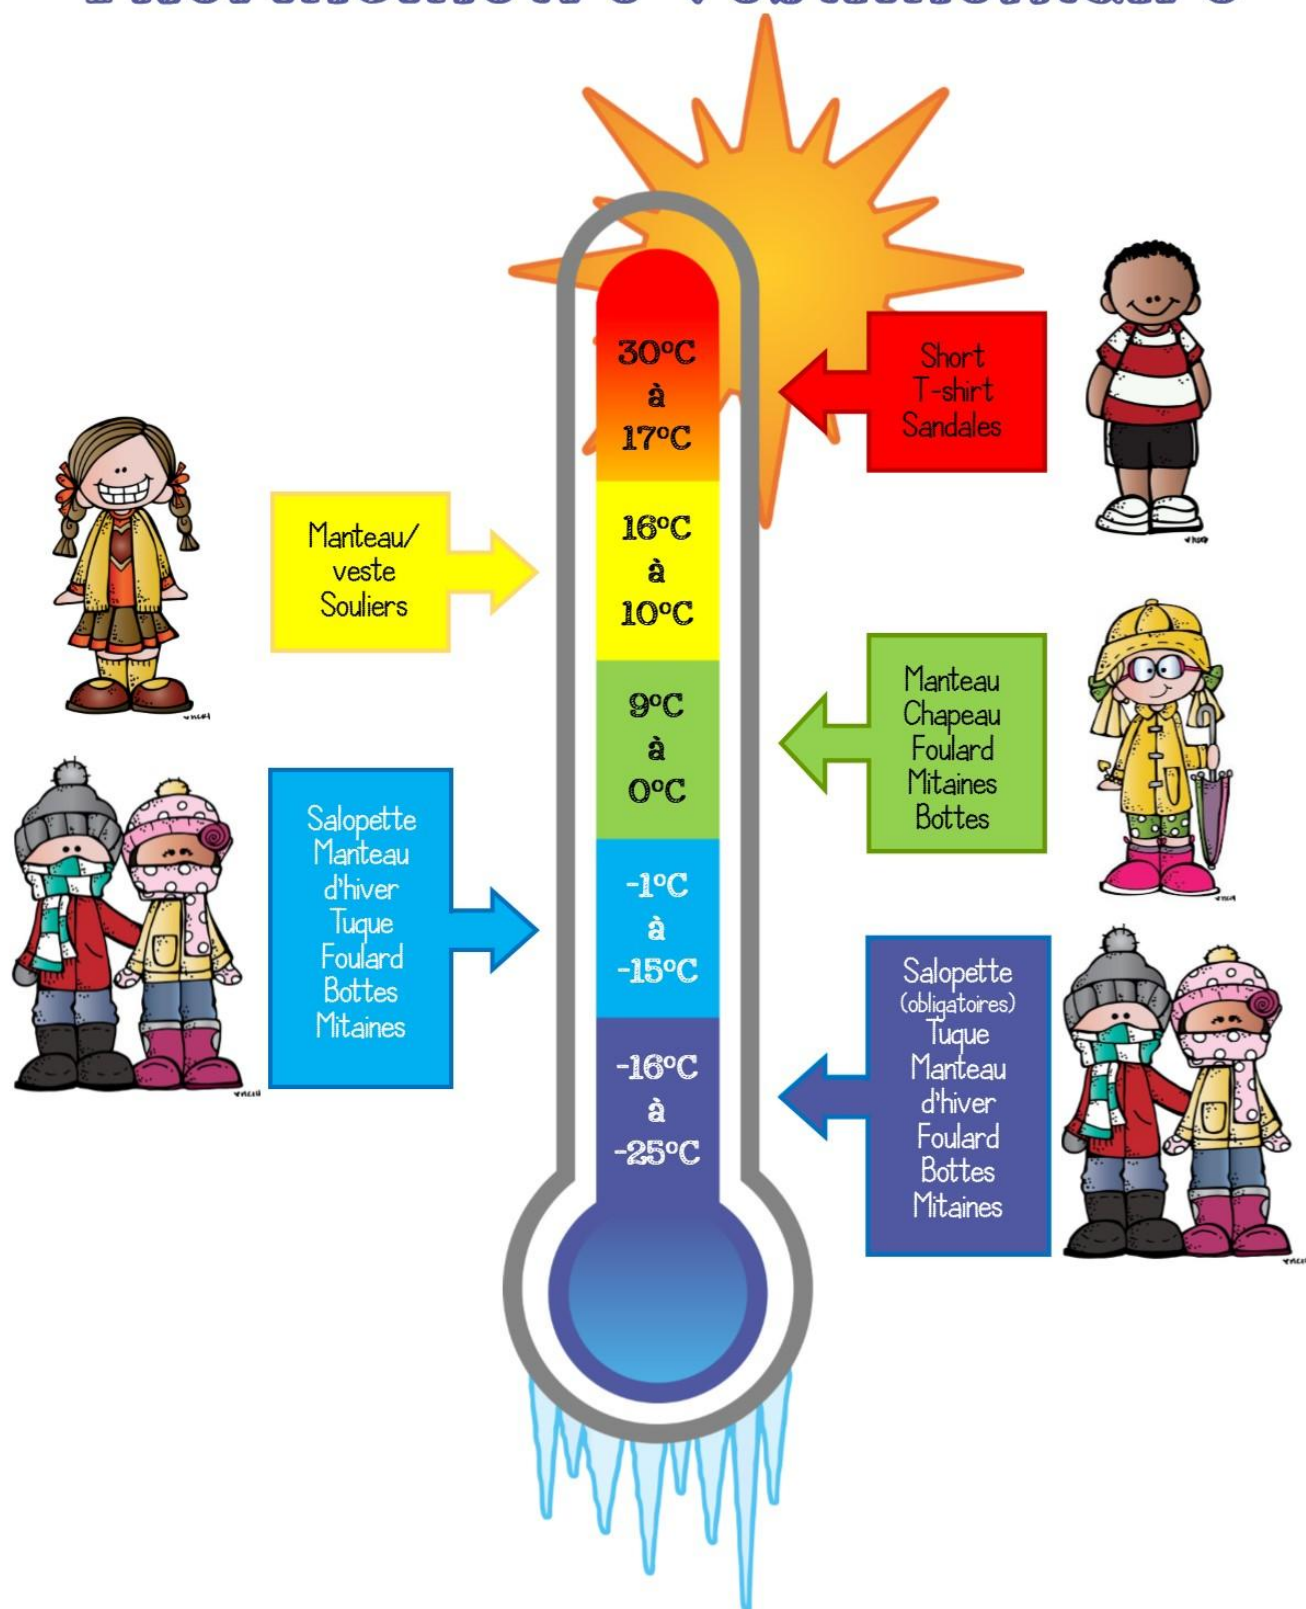 30°C
à
17°C
Short
T-shirt
Sandales
Manteau/
veste
Souliers
16°C
à
10°C
9°C
à
0°C
Manteau
Chapeau
Foulard
Mitaines
Bottes
Salopette
Manteau
d'hiver
Tuque
Foulard
Bottes
Mitaines
-1°C
à
-15°C
-16°C
à
-25°C
Salopette
(obligatoires)
Tuque
Manteau
d'hiver
Foulard
Bottes
Mitaines